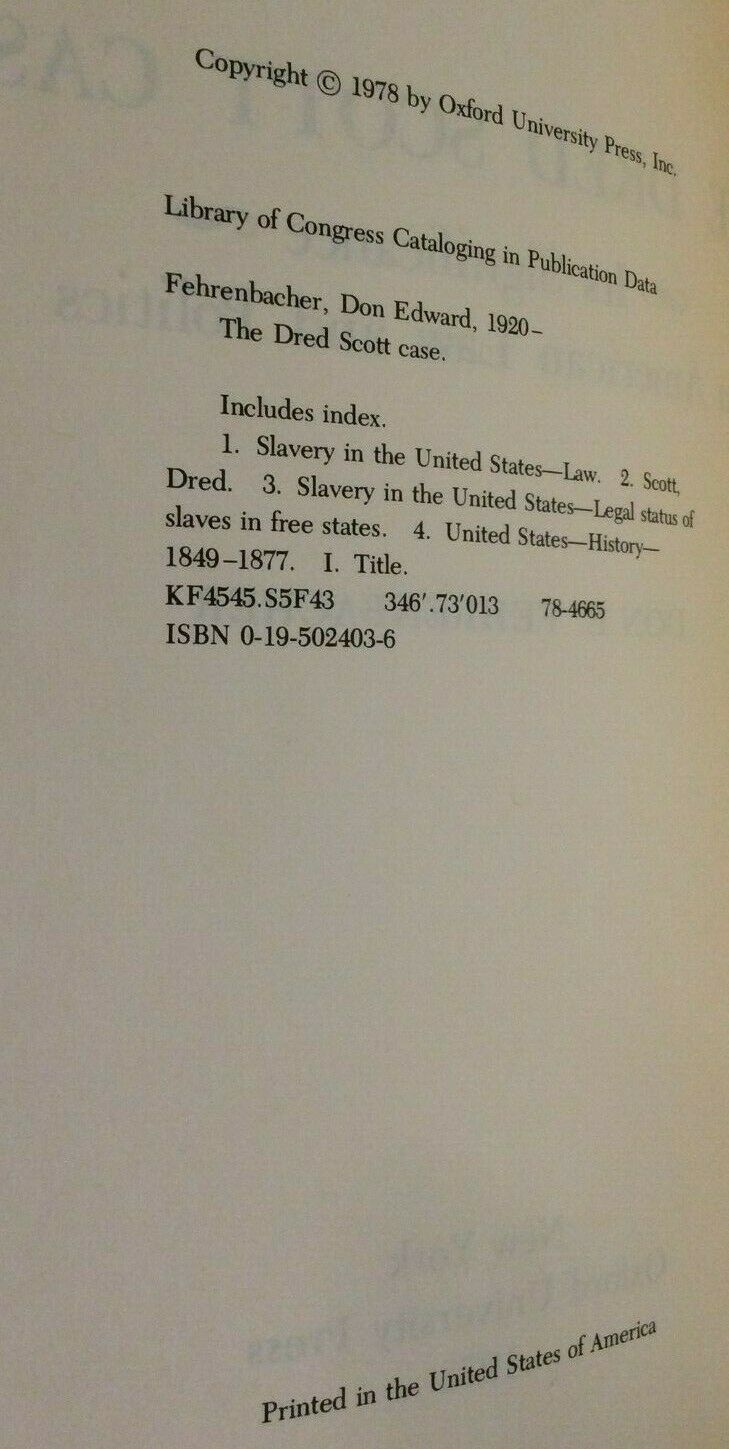 Copyright © 1978 by Oxford University Press, Inc.
Library of Congress Cataloging in Publication Data
Fehrenbacher, Don Edward, 1920–
The Dred Scott case.
Includes index.
1. Slavery in the United States—Law. 2. Scott,
Dred. 3. Slavery in the United States—Legal status of
slaves in free states. 4. United States—History—
1849–1877. I. Title.
KF4545.S5F43 346′.73′013 78-4665
ISBN 0-19-502403-6
Printed in the United States of America